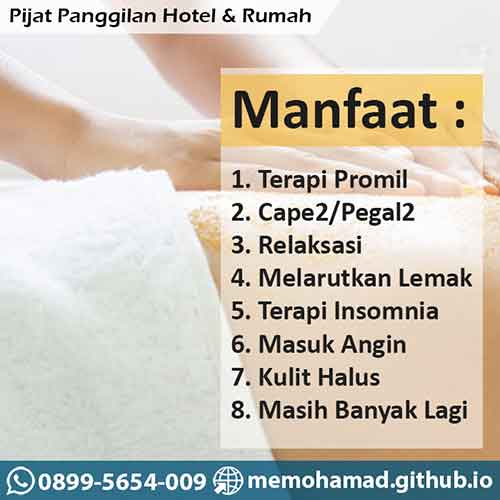 Pijat Panggilan Hotel & Rumah
Manfaat :
1. Terapi Promil
2. Cape2/Pegal2
3. Relaksasi
4. Melarutkan Lemak
5. Terapi Insomnia
6. Masuk Angin
7. Kulit Halus
8. Masih Banyak Lagi
0899-5654-009 memohamad.github.io